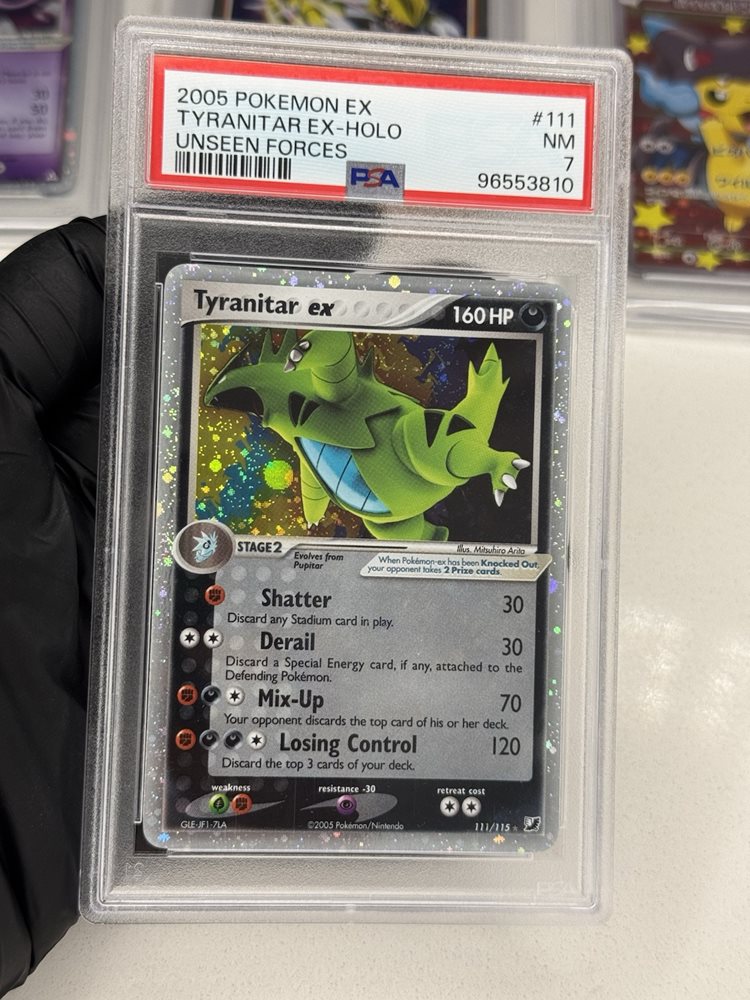 2005 POKEMON EX #111
TYRANITAR EX-HOLO NM
UNSEEN FORCES 7
PSA 96553810
Tyranitar ex 160 HP
STAGE2 Evolves from Pupitar
Illus. Mitsuhiro Arita
When Pokémon-ex has been Knocked Out,
your opponent takes 2 Prize cards.
Shatter 30
Discard any Stadium card in play.
Derail 30
Discard a Special Energy card, if any, attached to the
Defending Pokémon.
Mix-Up 70
Your opponent discards the top card of his or her deck.
Losing Control 120
Discard the top 3 cards of your deck.
weakness resistance -30 retreat cost
GLE-JF1-7LA ©2005 Pokémon/Nintendo 111/115